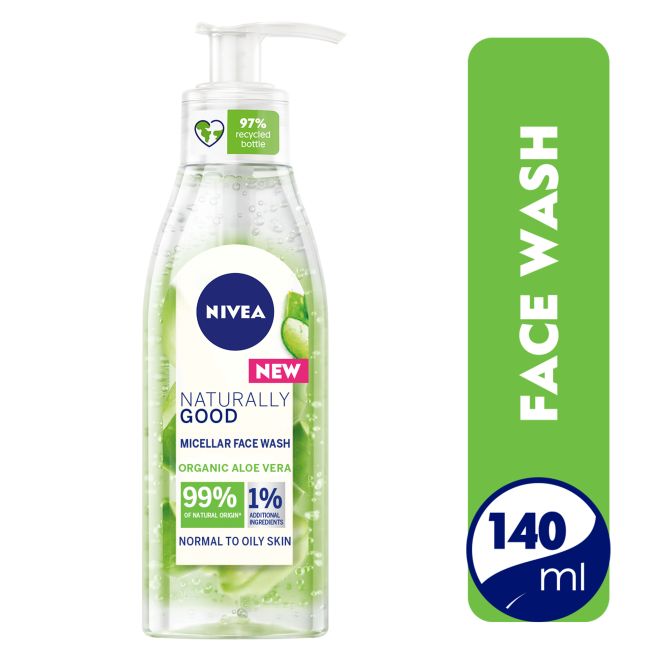 97%
recycled
bottle
NIVEA
NEW
NATURALLY
GOOD
MICELLAR FACE WASH
ORGANIC ALOE VERA
99%
OF NATURAL ORIGIN*
1%
ADDITIONAL
INGREDIENTS
NORMAL TO OILY SKIN
FACE WASH
140
ml